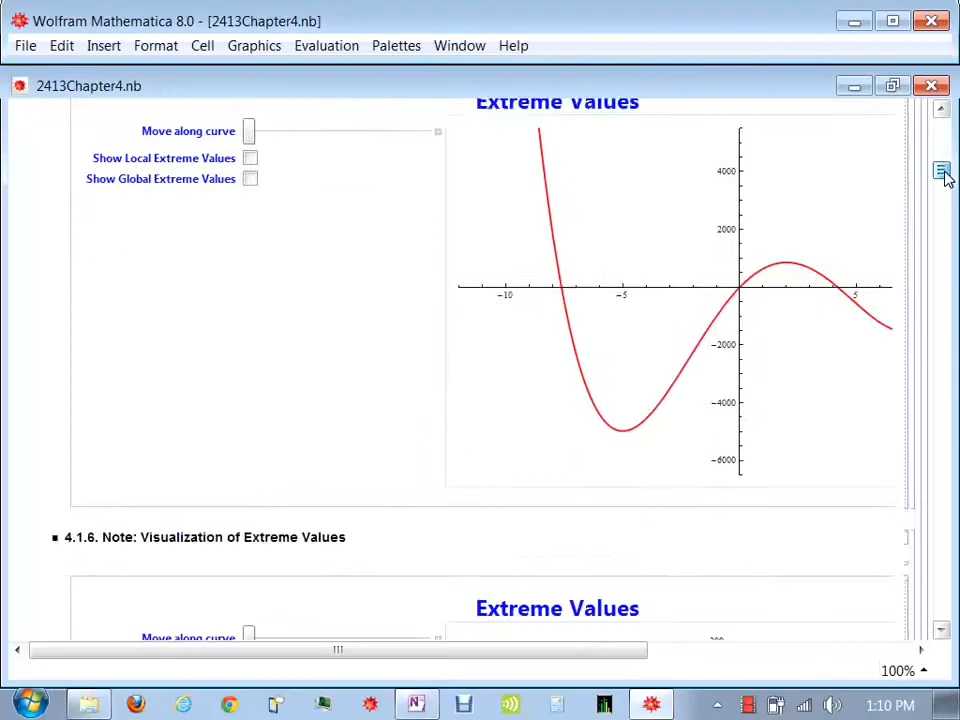 Wolfram Mathematica 8.0 - [2413Chapter4.nb]
File Edit Insert Format Cell Graphics Evaluation Palettes Window Help
2413Chapter4.nb
Extreme Values
Move along curve
Show Local Extreme Values
Show Global Extreme Values
4000
2000
-10 -5 5
-2000
-4000
-6000
4.1.6. Note: Visualization of Extreme Values
Extreme Values
Move along curve
100%
1:10 PM